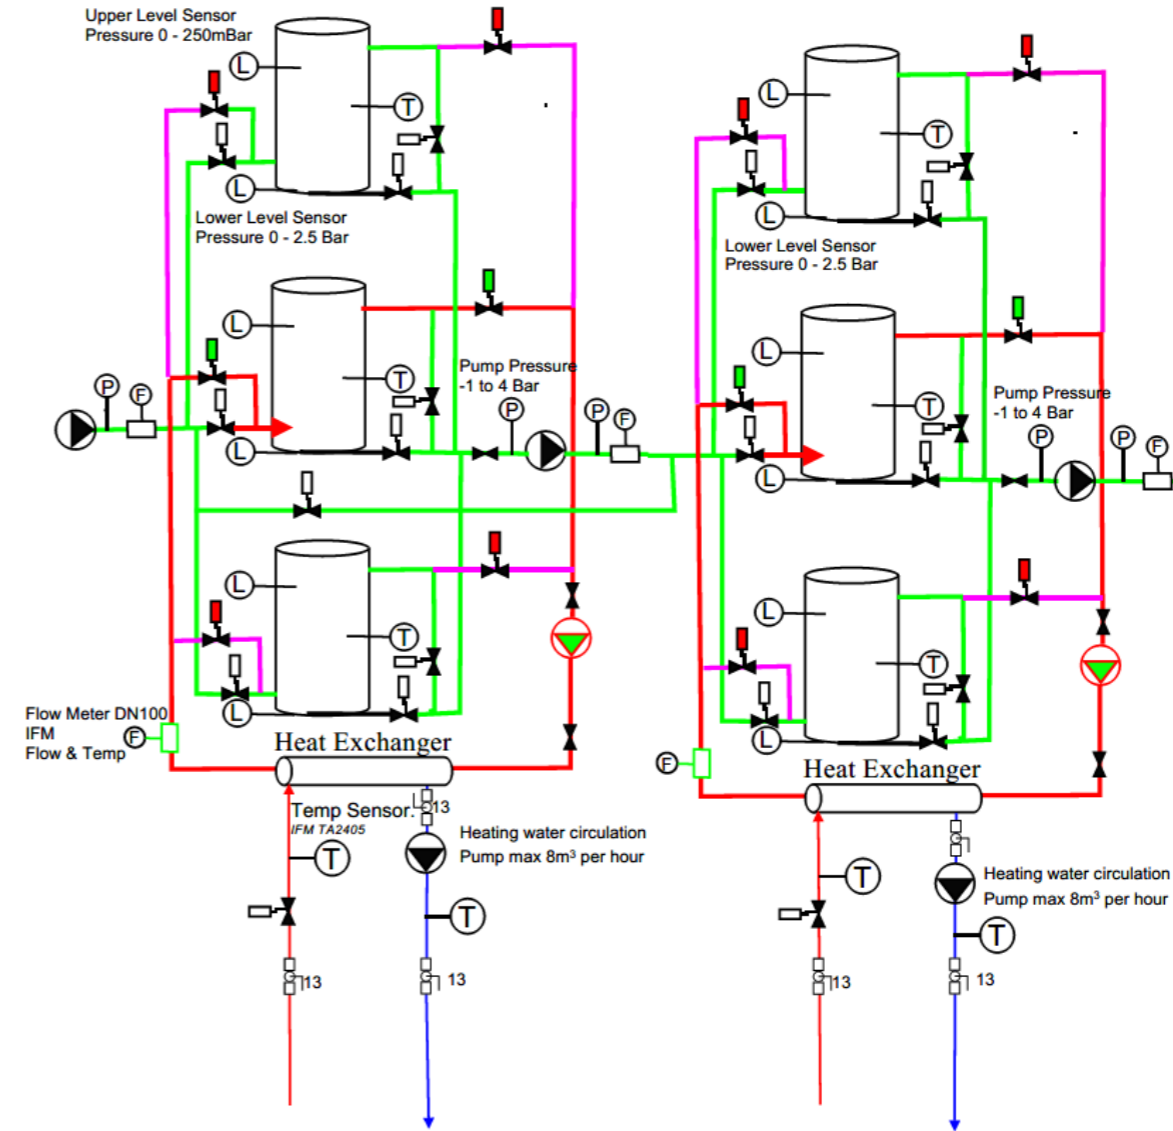 Upper Level Sensor
Pressure 0 - 250mBar
L
T
L
Lower Level Sensor
Pressure 0 - 2.5 Bar
L
T
L
Lower Level Sensor
Pressure 0 - 2.5 Bar
L
T
P
F
L
Pump Pressure
-1 to 4 Bar
P
P
F
L
T
L
Pump Pressure
-1 to 4 Bar
P
P
F
L
T
L
Flow Meter DN100
IFM
Flow & Temp
F
Heat Exchanger
L
T
L
F
Heat Exchanger
Temp Sensor.
IFM TA2405
13
T
Heating water circulation
Pump max 8m³ per hour
T
13
13
T
Heating water circulation
Pump max 8m³ per hour
T
13
13